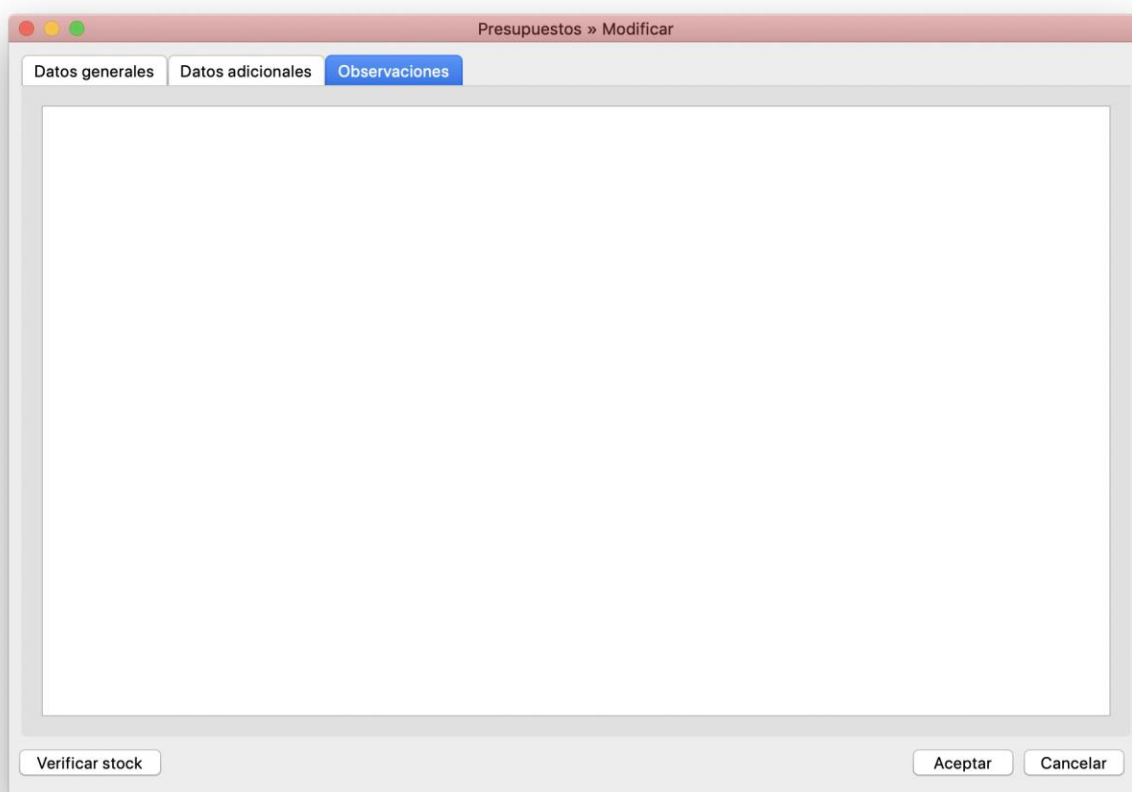 Presupuestos » Modificar
Datos generales Datos adicionales Observaciones
Verificar stock Aceptar Cancelar